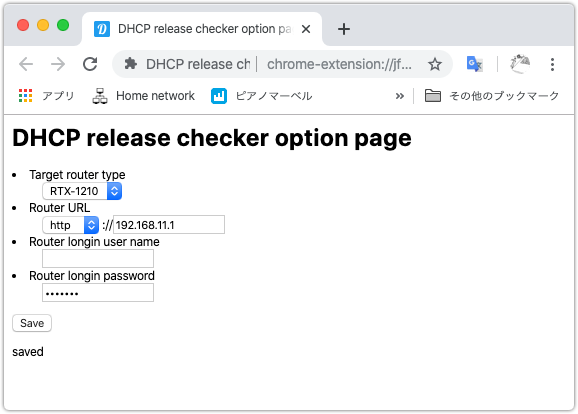 DHCP release checker option pa
DHCP release ch
chrome-extension://jf...
アプリ
Home network
ピアノマーベル
»
その他のブックマーク
DHCP release checker option page
• Target router type
RTX-1210
• Router URL
http :// 192.168.11.1
• Router longin user name
• Router longin password
•••••••
Save
saved